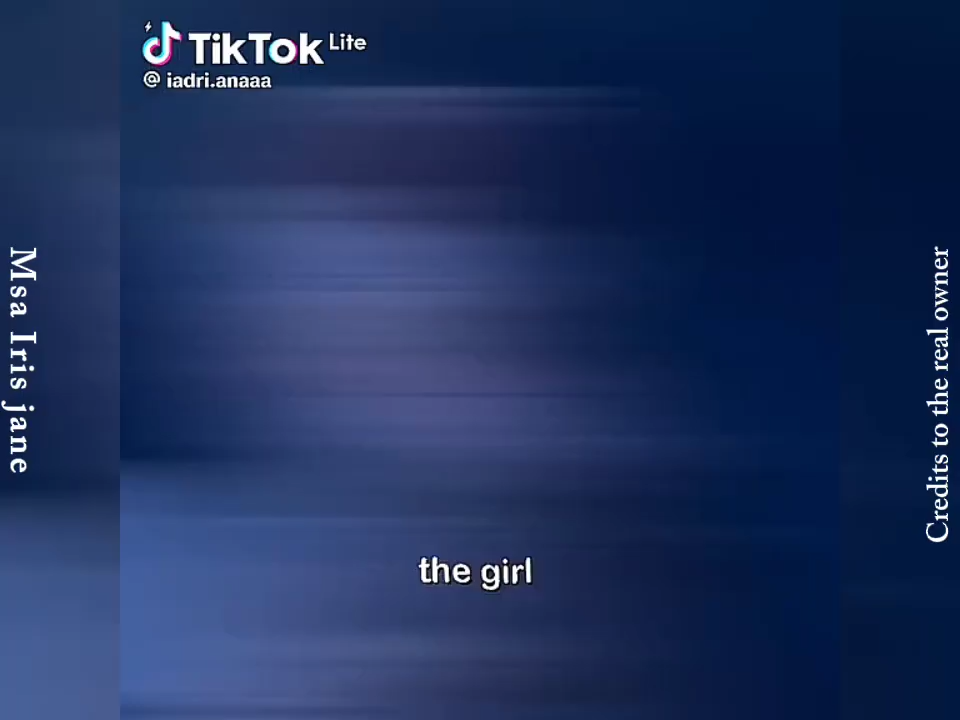 TikTok Lite
@ iadri.anaaa
Msa Iris jane
Credits to the real owner
the girl